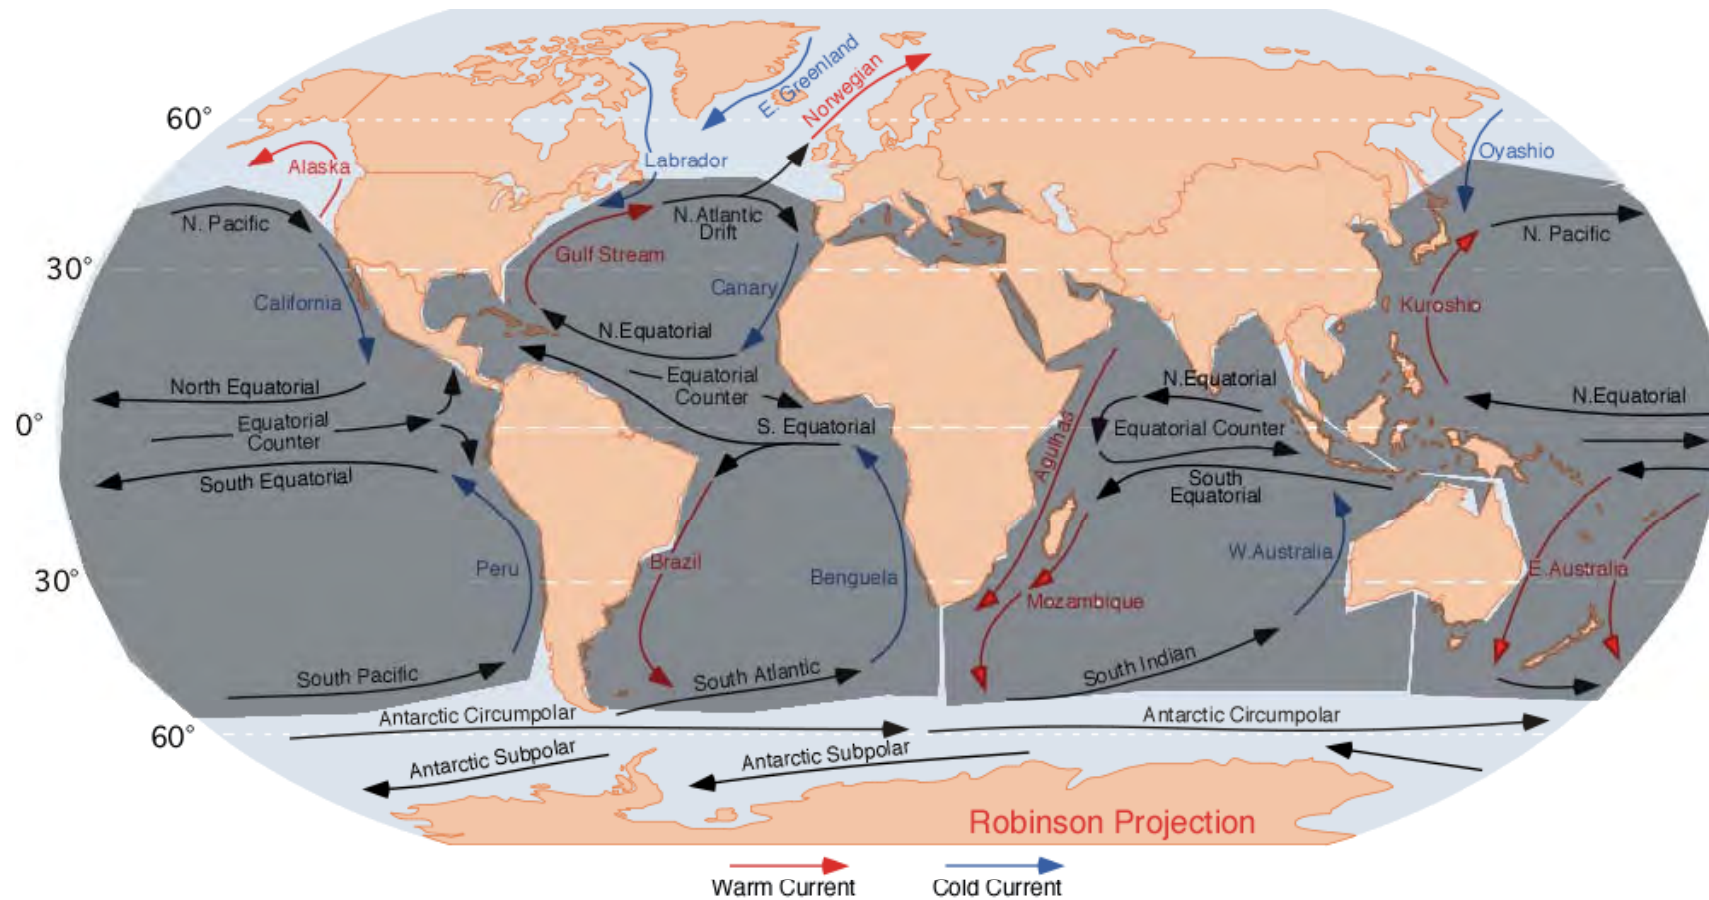 60°
30°
0°
30°
60°
E. Greenland
Norwegian
Alaska
Labrador
Oyashio
N. Pacific
N. Atlantic
Drift
Gulf Stream
N. Pacific
California
Canary
Kuroshio
N.Equatorial
North Equatorial
Equatorial
Counter
N.Equatorial
N.Equatorial
Equatorial
Counter
S. Equatorial
Agulhas
Equatorial Counter
South Equatorial
South
Equatorial
Peru
Brazil
Benguela
W.Australia
E.Australia
Mozambique
South Pacific
South Atlantic
South Indian
Antarctic Circumpolar
Antarctic Circumpolar
Antarctic Subpolar
Antarctic Subpolar
Robinson Projection
Warm Current
Cold Current